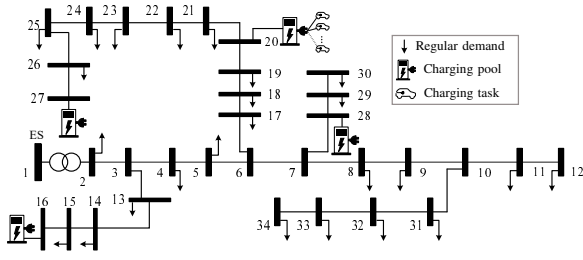 25 24 23 22 21
20
Regular demand
Charging pool
Charging task
26
19 30
18 29
27
17 28
ES
1 2 3 4 5 6 7 8 9 10 11 12
13
16 15 14
34 33 32 31